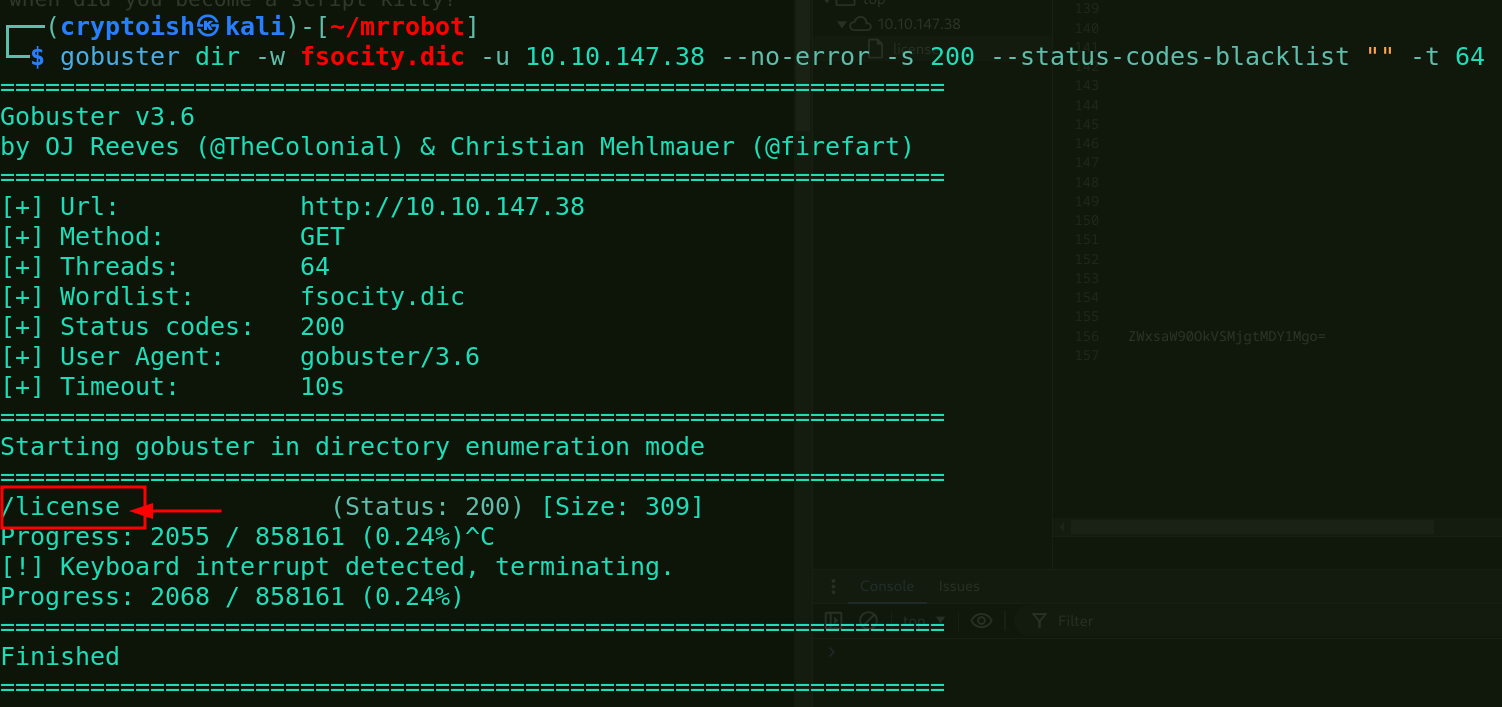 when did you become a script kitty?
┌──(cryptoish㉿kali)-[~/mrrobot]
└─$ gobuster dir -w fsocity.dic -u 10.10.147.38 --no-error -s 200 --status-codes-blacklist "" -t 64
===============================================================
Gobuster v3.6
by OJ Reeves (@TheColonial) & Christian Mehlmauer (@firefart)
===============================================================
[+] Url:            http://10.10.147.38
[+] Method:         GET
[+] Threads:        64
[+] Wordlist:       fsocity.dic
[+] Status codes:   200
[+] User Agent:     gobuster/3.6
[+] Timeout:        10s
===============================================================
Starting gobuster in directory enumeration mode
===============================================================
/license              (Status: 200) [Size: 309]
Progress: 2055 / 858161 (0.24%)^C
[!] Keyboard interrupt detected, terminating.
Progress: 2068 / 858161 (0.24%)
===============================================================
Finished
===============================================================
top
10.10.147.38
139
140
143
144
145
146
147
148
149
150
151
152
153
154
155
156 ZWxsaW90OkVSMjgtMDY1Mgo=
157
Console Issues
top Filter